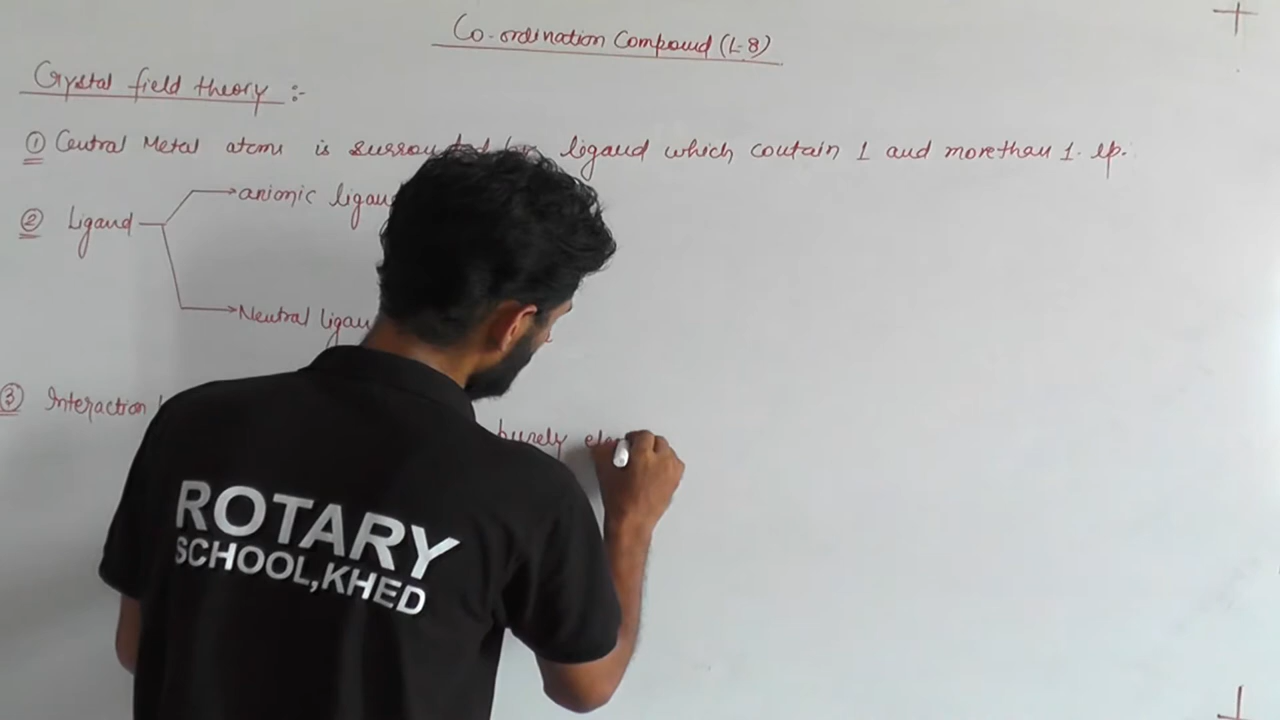 Co-ordination Compound (L-8)
Crystal field theory :-
① Central Metal atoms is surrounded by ligand which contain 1 and morethan 1. lp.
② Ligand
anionic ligand
Neutral ligand
③ Interaction
purely
ROTARY
SCHOOL,KHED